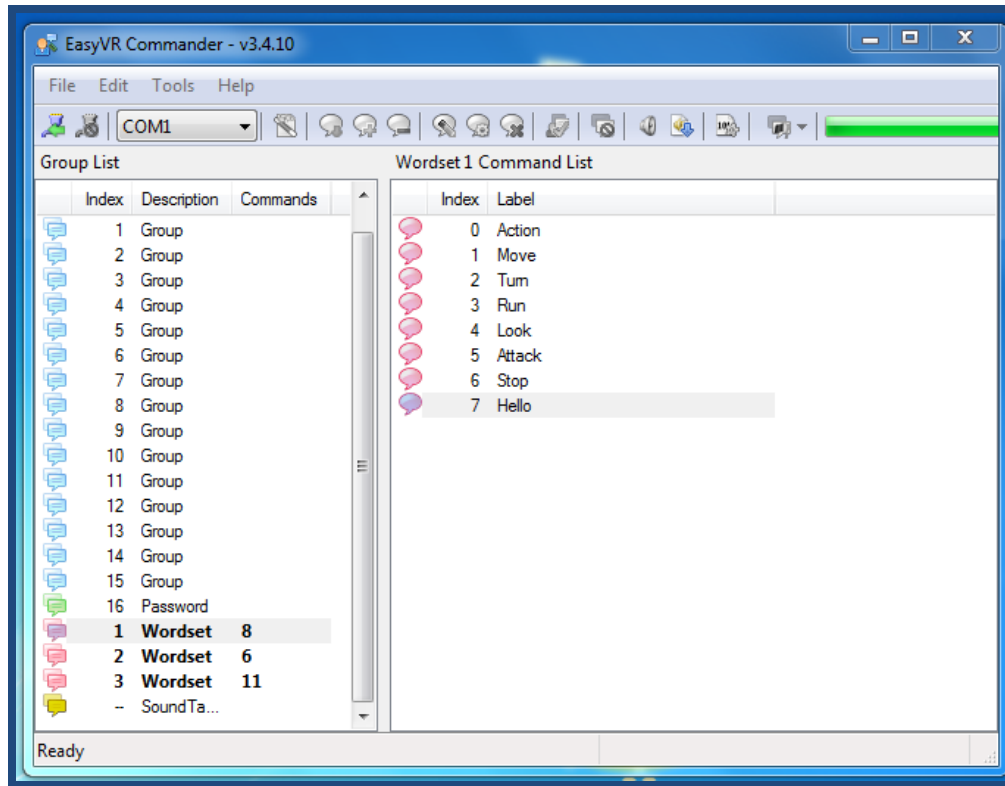 EasyVR Commander - v3.4.10
File Edit Tools Help
COM1
Group List
Index Description Commands
1 Group
2 Group
3 Group
4 Group
5 Group
6 Group
7 Group
8 Group
9 Group
10 Group
11 Group
12 Group
13 Group
14 Group
15 Group
16 Password
1 Wordset 8
2 Wordset 6
3 Wordset 11
-- SoundTa...
Wordset 1 Command List
Index Label
0 Action
1 Move
2 Turn
3 Run
4 Look
5 Attack
6 Stop
7 Hello
Ready